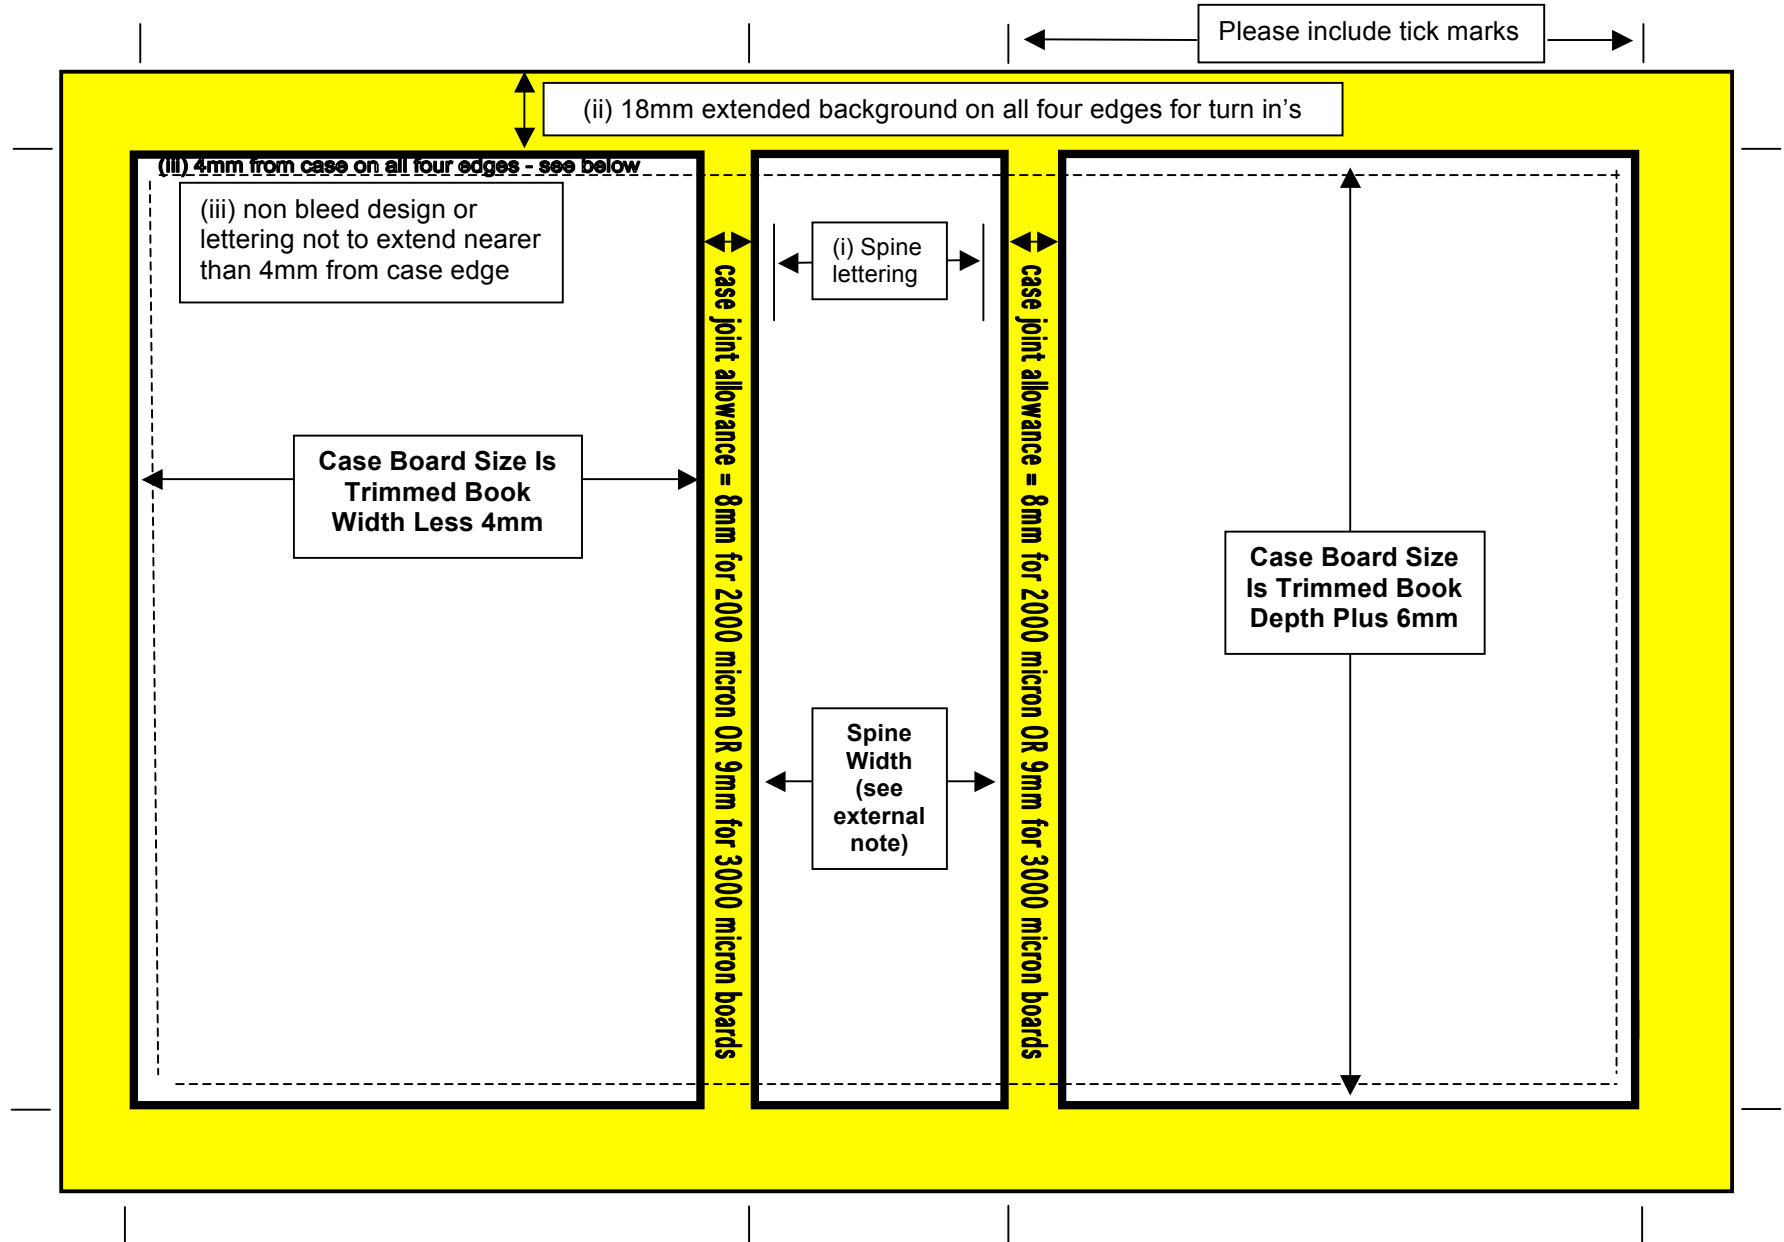 Please include tick marks
(ii) 18mm extended background on all four edges for turn in’s
(iii) 4mm from case on all four edges - see below
(iii) non bleed design or
lettering not to extend nearer
than 4mm from case edge
(i) Spine
lettering
case joint allowance = 8mm for 2000 micron OR 9mm for 3000 micron boards
case joint allowance = 8mm for 2000 micron OR 9mm for 3000 micron boards
Case Board Size Is
Trimmed Book
Width Less 4mm
Case Board Size
Is Trimmed Book
Depth Plus 6mm
Spine
Width
(see
external
note)